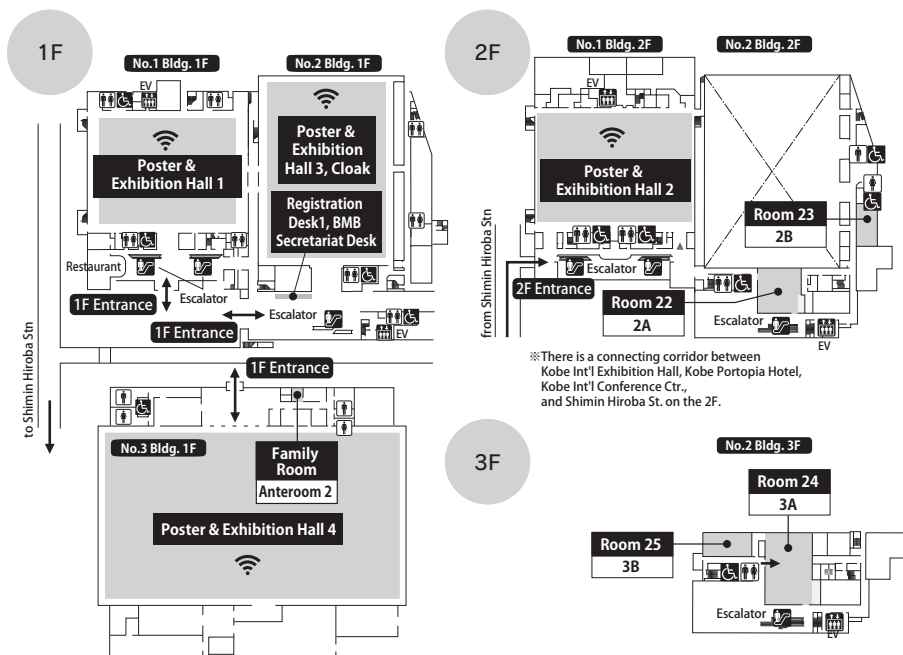 1F
No.1 Bldg. 1F
No.2 Bldg. 1F
EV
Poster &
Exhibition Hall 1
Poster &
Exhibition
Hall 3, Cloak
Registration
Desk1, BMB
Secretariat Desk
Restaurant
Escalator
1F Entrance
1F Entrance
Escalator
EV
to Shimin Hiroba Stn
1F Entrance
No.3 Bldg. 1F
Family
Room
Anteroom 2
Poster & Exhibition Hall 4
2F
No.1 Bldg. 2F
No.2 Bldg. 2F
EV
Poster &
Exihibition Hall 2
Room 23
2B
from Shimin Hiroba Stn
Escalator
2F Entrance
Room 22
2A
Escalator
EV
※There is a connecting corridor between
Kobe Int'l Exhibition Hall, Kobe Portopia Hotel,
Kobe Int'l Conference Ctr.,
and Shimin Hiroba St. on the 2F.
3F
No.2 Bldg. 3F
Room 24
3A
Room 25
3B
Escalator
EV